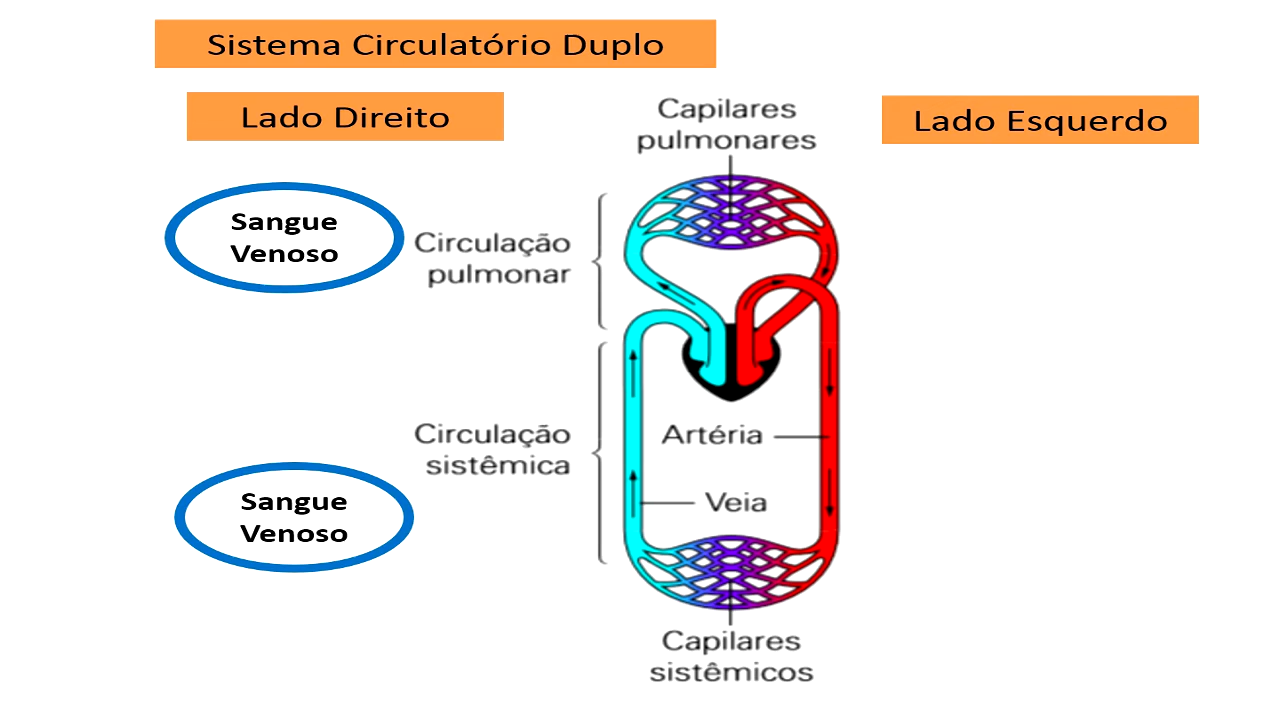 Sistema Circulatório Duplo
Lado Direito
Lado Esquerdo
Capilares
pulmonares
Sangue
Venoso
Circulação
pulmonar
Circulação
sistêmica
Artéria
Veia
Sangue
Venoso
Capilares
sistêmicos